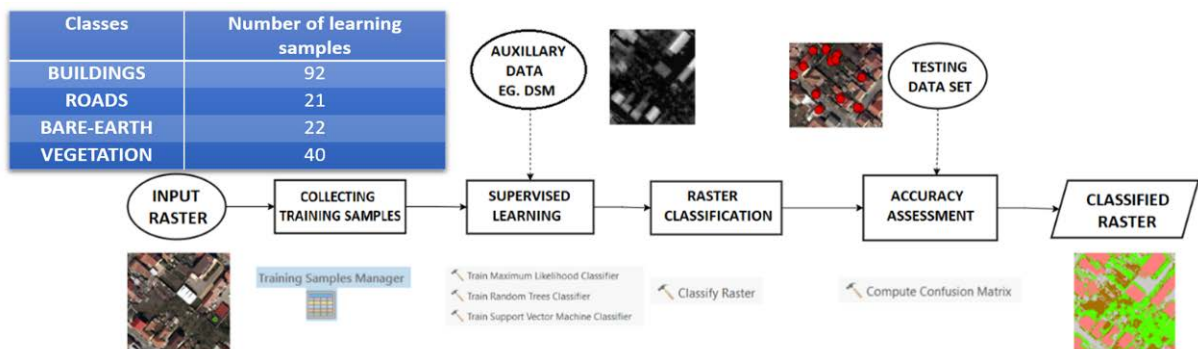 Classes
Number of learning
samples
BUILDINGS
92
ROADS
21
BARE-EARTH
22
VEGETATION
40
AUXILLARY
DATA
EG. DSM
TESTING
DATA SET
INPUT
RASTER
COLLECTING
TRAINING SAMPLES
SUPERVISED
LEARNING
RASTER
CLASSIFICATION
ACCURACY
ASSESSMENT
CLASSIFIED
RASTER
Training Samples Manager
Train Maximum Likelihood Classifier
Train Random Trees Classifier
Train Support Vector Machine Classifier
Classify Raster
Compute Confusion Matrix